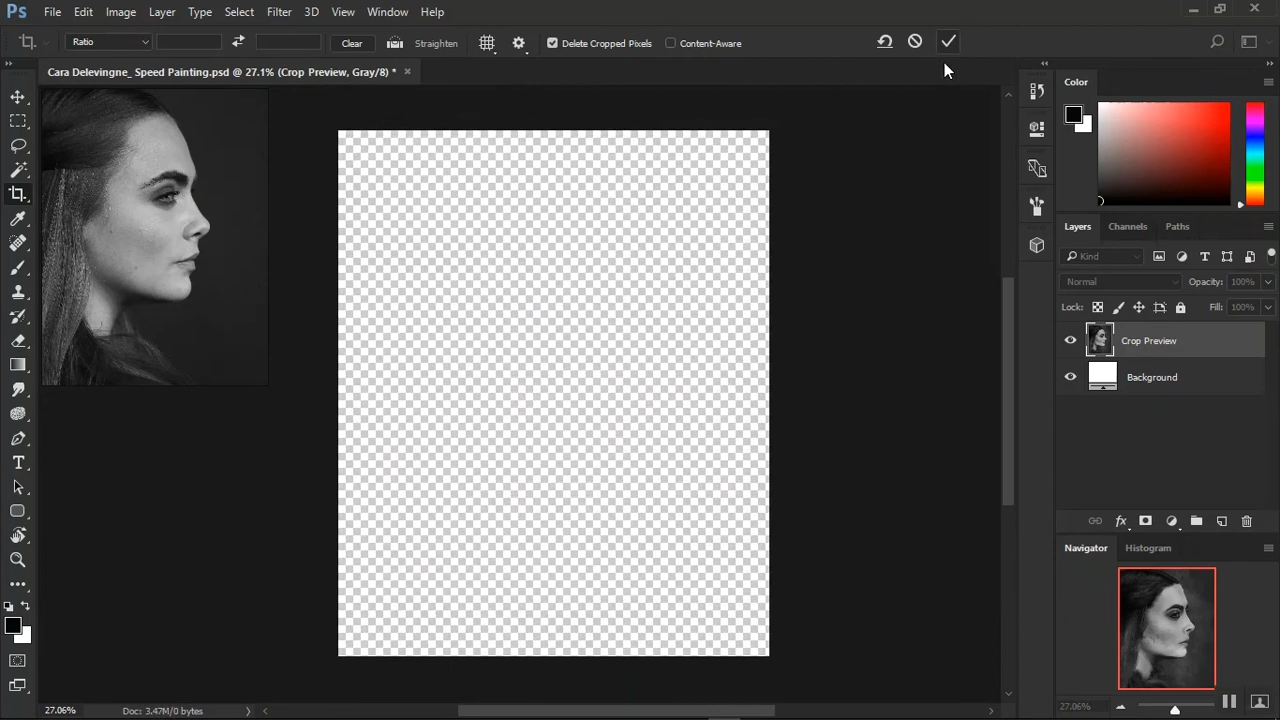 Ps File Edit Image Layer Type Select Filter 3D View Window Help
Ratio Clear Straighten Delete Cropped Pixels Content-Aware
Cara Delevingne_ Speed Painting.psd @ 27.1% (Crop Preview, Gray/8) *
Color
Layers Channels Paths
Kind
Normal Opacity: 100%
Lock: Fill: 100%
Crop Preview
Background
fx
Navigator Histogram
27.06%
27.06% Doc: 3.47M/0 bytes